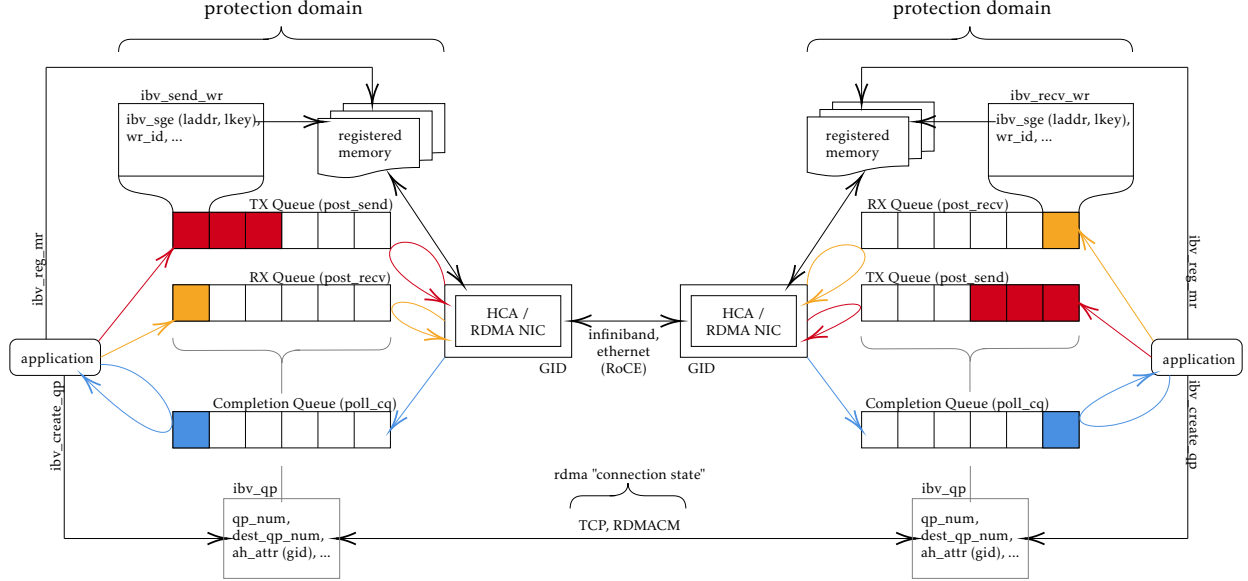 protection domain
protection domain
ibv_send_wr
ibv_sge (laddr, lkey),
wr_id, ...
registered
memory
registered
memory
ibv_recv_wr
ibv_sge (laddr, lkey),
wr_id, ...
TX Queue (post_send)
RX Queue (post_recv)
ibv_reg_mr
ibv_reg_mr
RX Queue (post_recv)
TX Queue (post_send)
HCA /
RDMA NIC
HCA /
RDMA NIC
infiniband,
ethernet
(RoCE)
application
GID
GID
application
ibv_create_qp
ibv_create_qp
Completion Queue (poll_cq)
Completion Queue (poll_cq)
rdma "connection state"
ibv_qp
ibv_qp
qp_num,
dest_qp_num,
ah_attr (gid), ...
TCP, RDMACM
qp_num,
dest_qp_num,
ah_attr (gid), ...